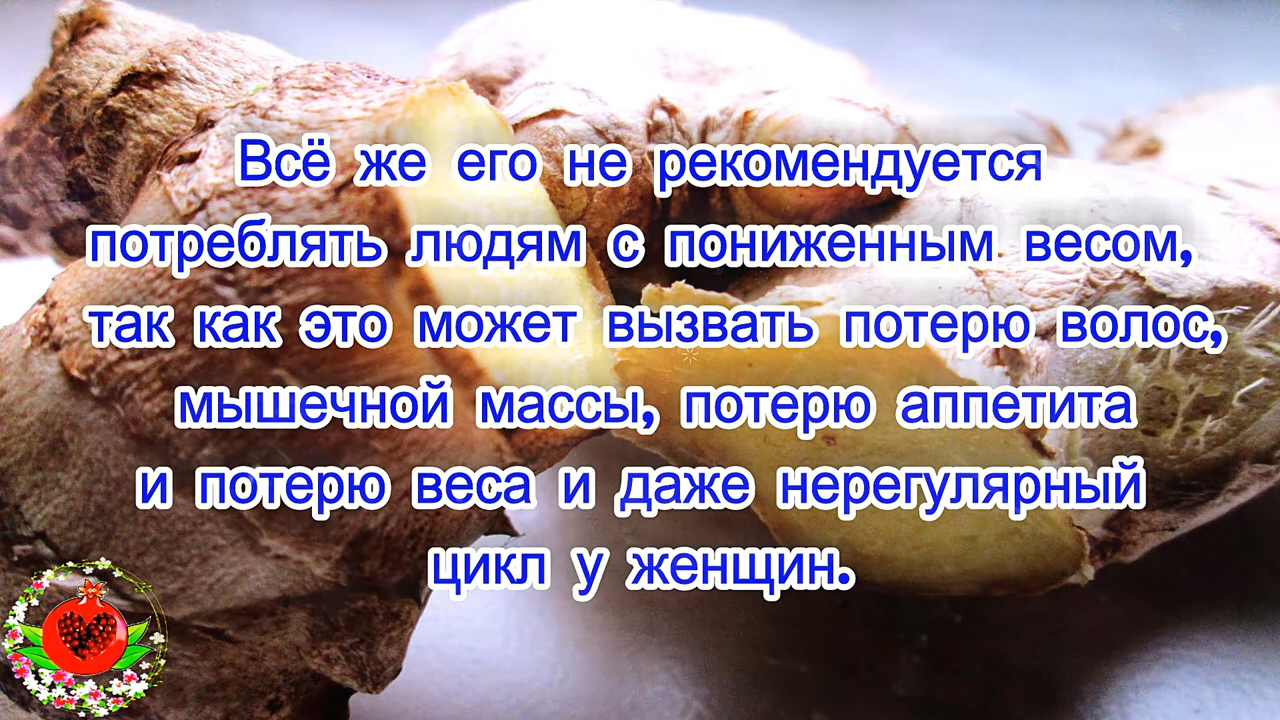 Всё же его не рекомендуется
потреблять людям с пониженным весом,
так как это может вызвать потерю волос,
мышечной массы, потерю аппетита
и потерю веса и даже нерегулярный
цикл у женщин.